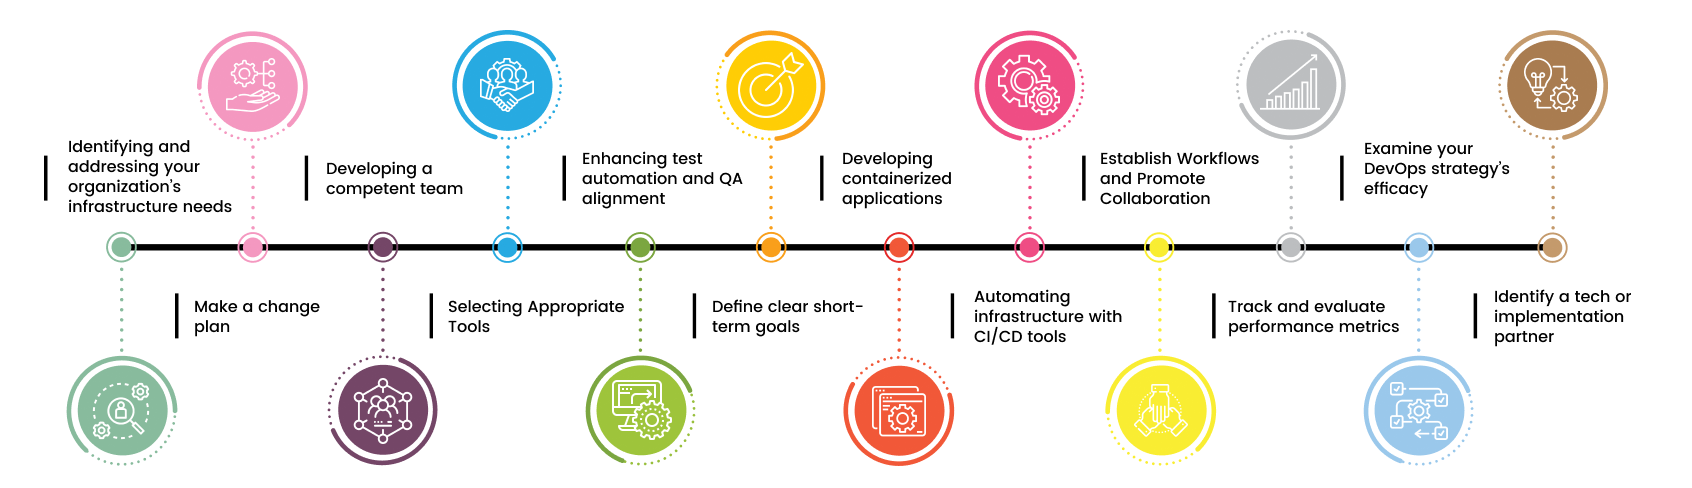 Identifying and
addressing your
organization's
infrastructure needs
Make a change
plan
Developing a
competent team
Selecting Appropriate
Tools
Enhancing test
automation and QA
alignment
Define clear short-
term goals
Developing
containerized
applications
Automating
infrastructure with
CI/CD tools
Establish Workflows
and Promote
Collaboration
Track and evaluate
performance metrics
Examine your
DevOps strategy's
efficacy
Identify a tech or
implementation
partner